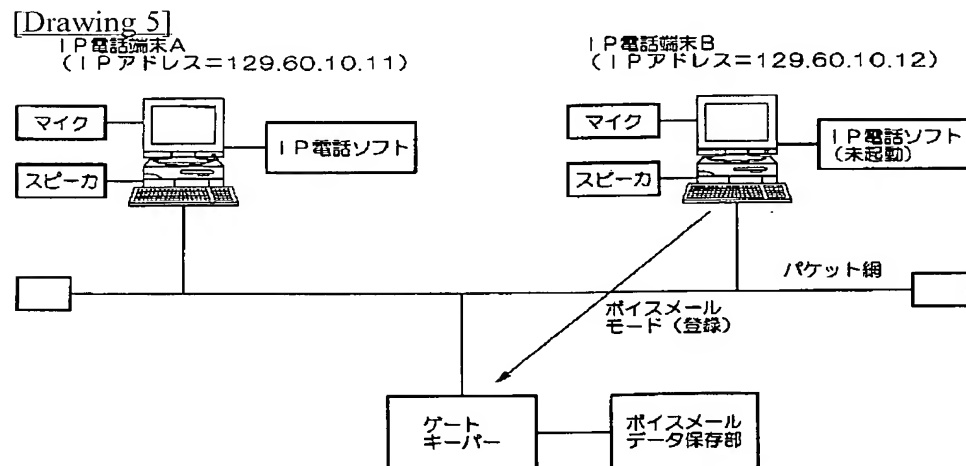 [Drawing 5]
IP電話端末A
(IPアドレス=129.60.10.11)
IP電話端末B
(IPアドレス=129.60.10.12)
マイク
スピーカ
IP電話ソフト
マイク
スピーカ
IP電話ソフト
(未起動)
パケット網
ボイスメール
モード(登録)
ゲート
キーパー
ボイスメール
データ保存部